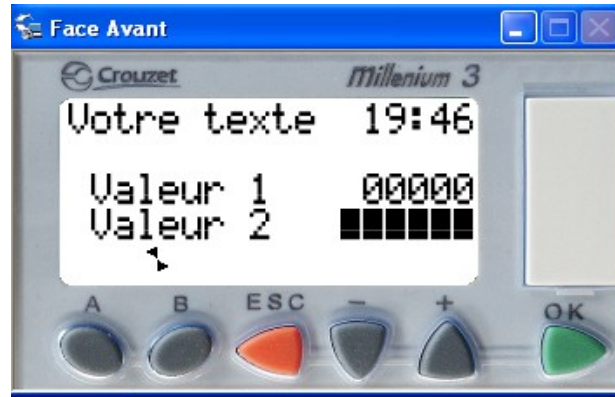 Face Avant
Crouzet Millenium 3
Votre texte 19:46
Valeur 1 00000
Valeur 2
A B ESC - + OK